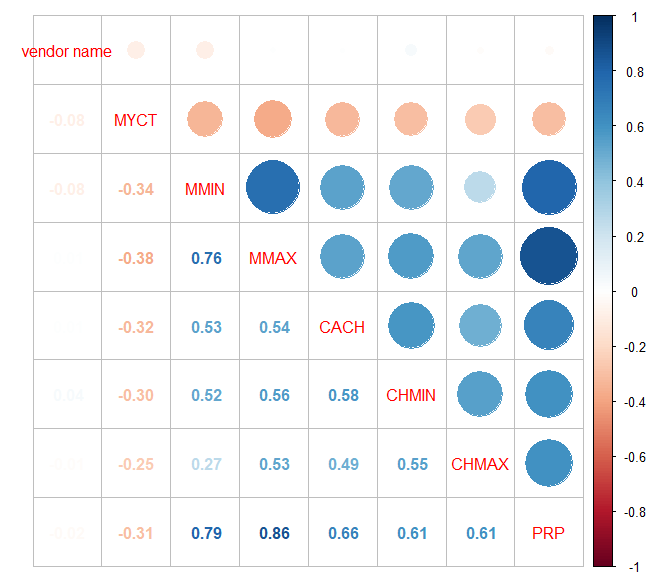 vendor name
1
-0.08 MYCT
0.8
0.6
-0.08 -0.34 MMIN
0.4
0.2
-0.38 0.76 MMAX
0
-0.32 0.53 0.54 CACH
-0.2
0.04 -0.30 0.52 0.56 0.58 CHMIN
-0.4
-0.6
-0.25 0.27 0.53 0.49 0.55 CHMAX
-0.8
-0.31 0.79 0.86 0.66 0.61 0.61 PRP
-1